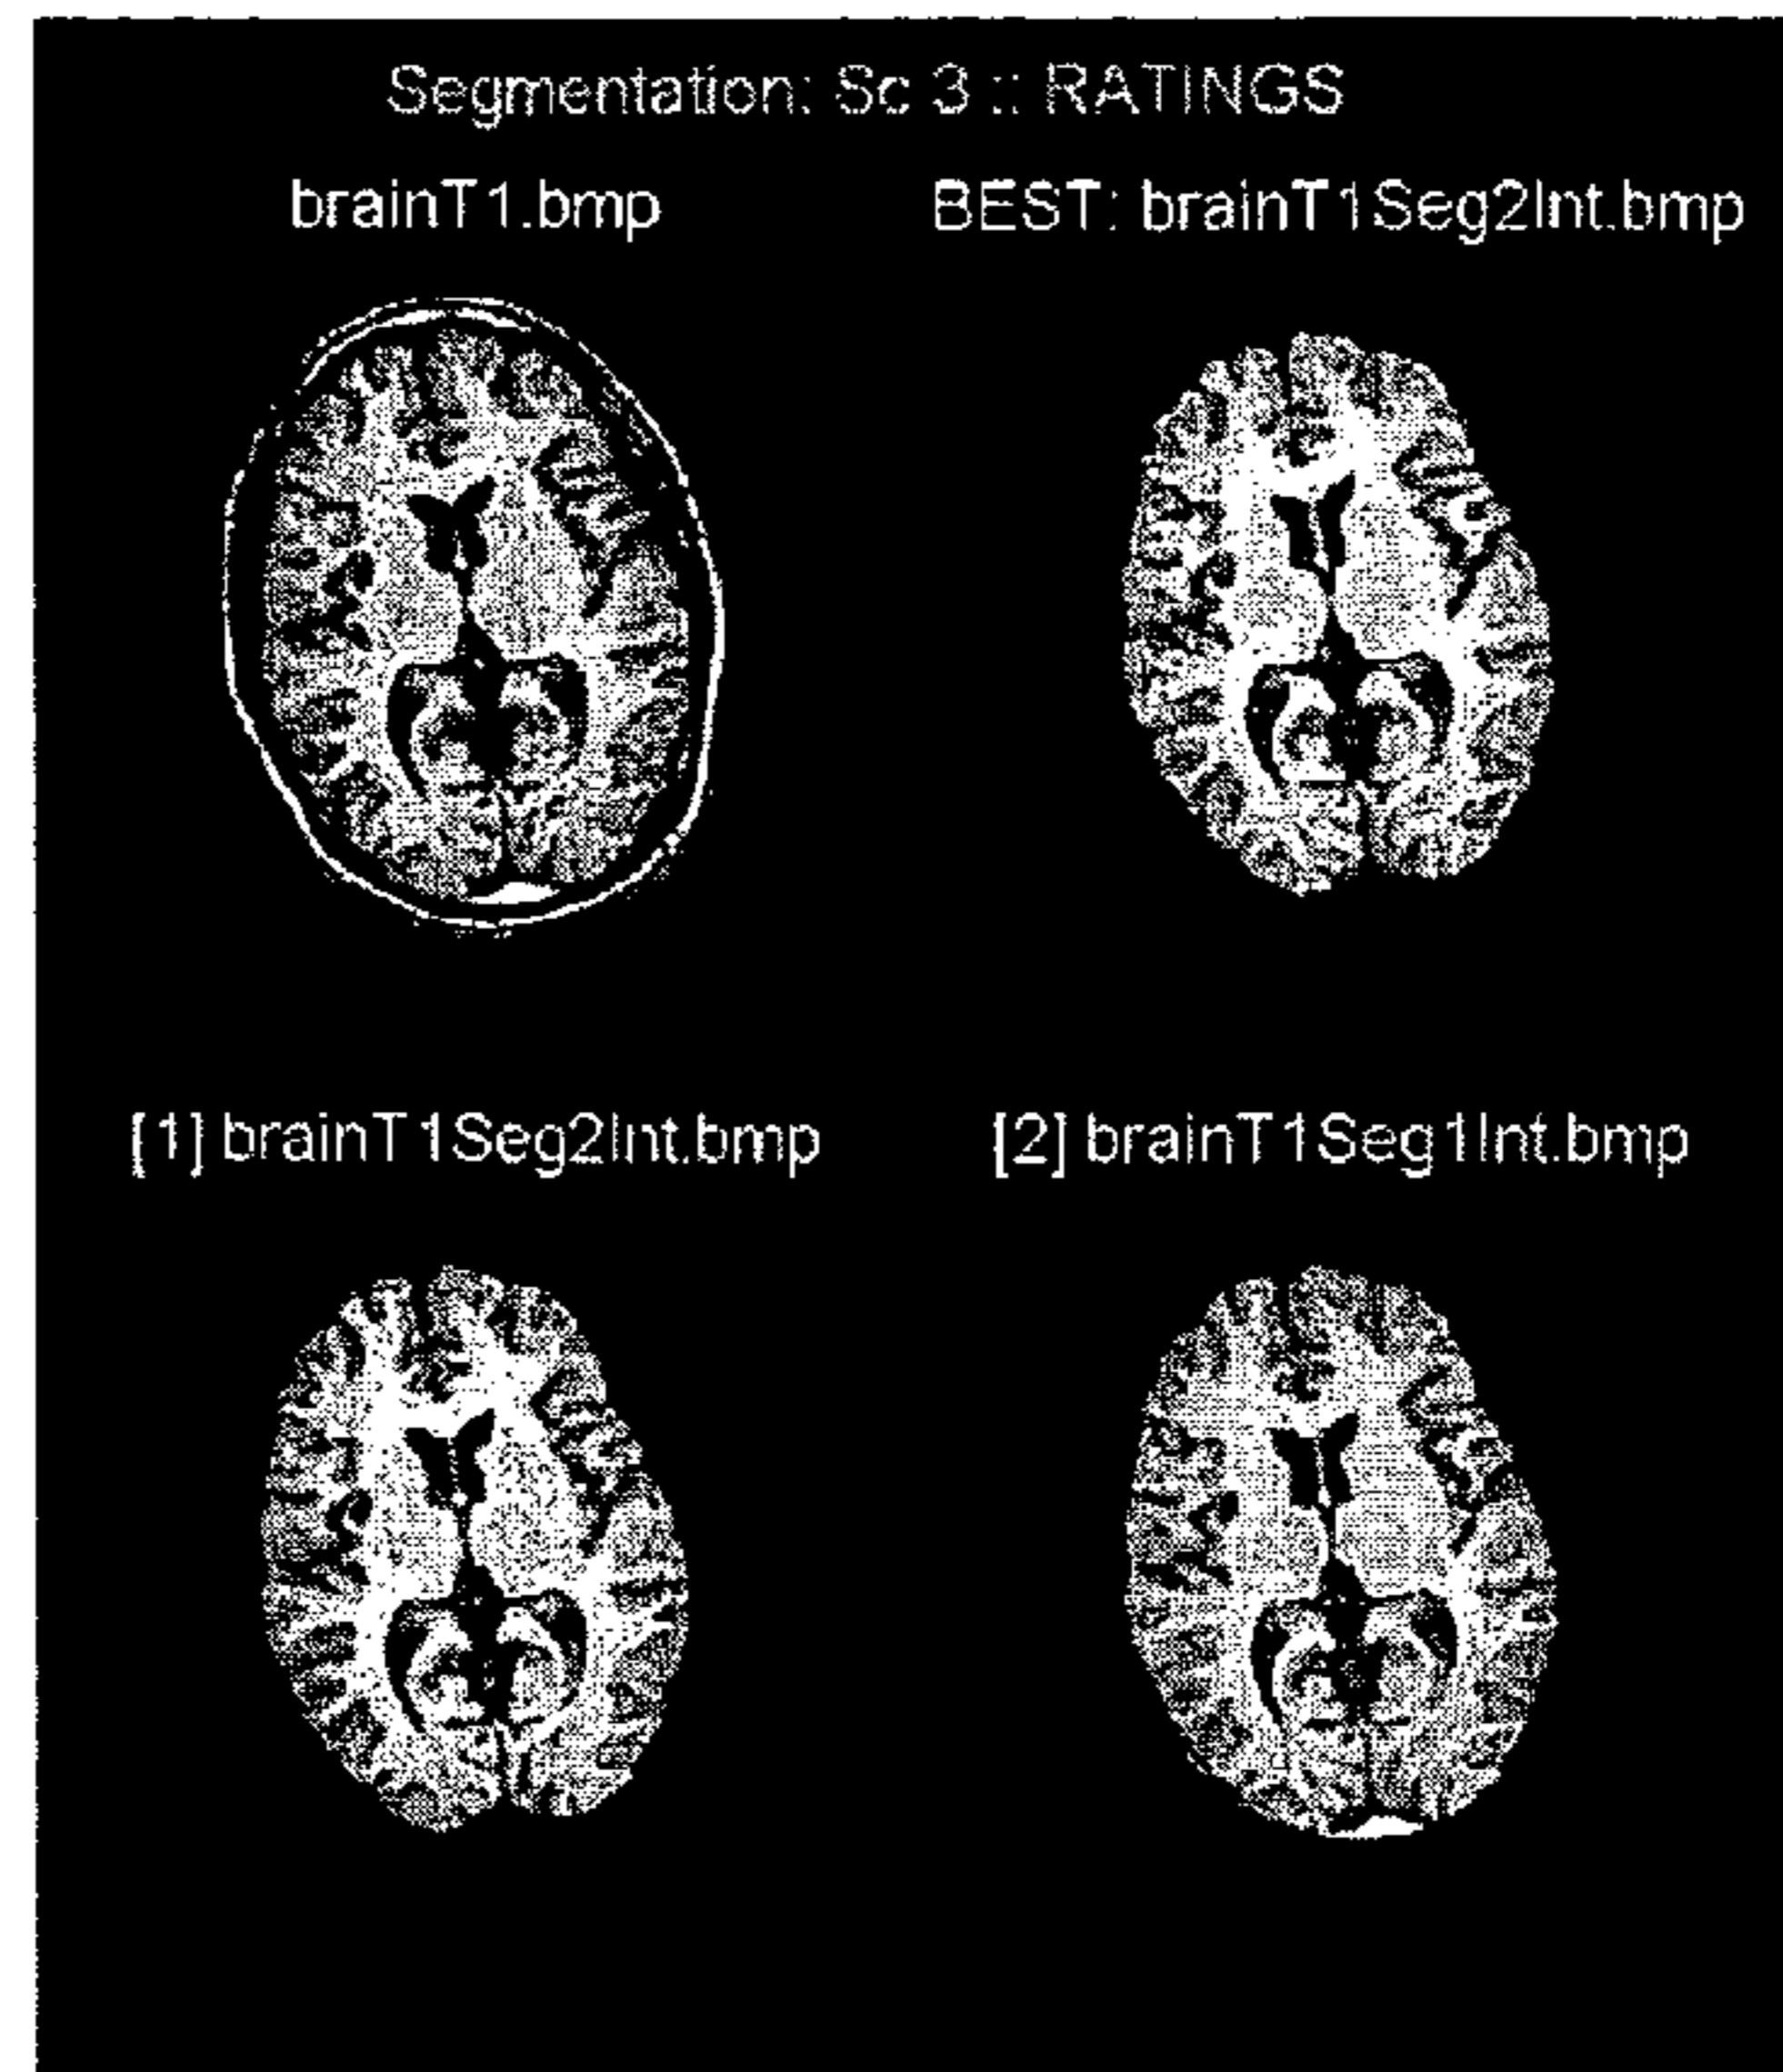 Segmentation: Sc 3 :: RATINGS
brainT1.bmp
BEST: brainT1Seg2Int.bmp
[1] brainT1Seg2Int.bmp
[2] brainT1Seg1Int.bmp